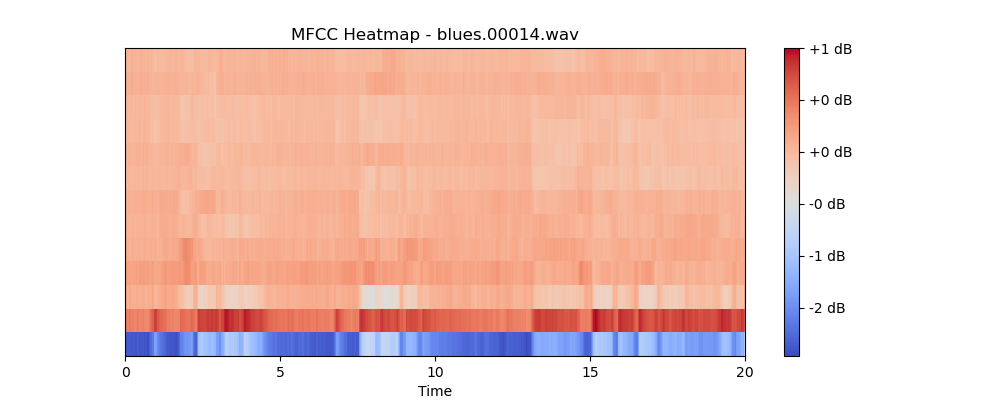 MFCC Heatmap - blues.00014.wav
+1 dB
+0 dB
+0 dB
-0 dB
-1 dB
-2 dB
0 5 10 15 20
Time